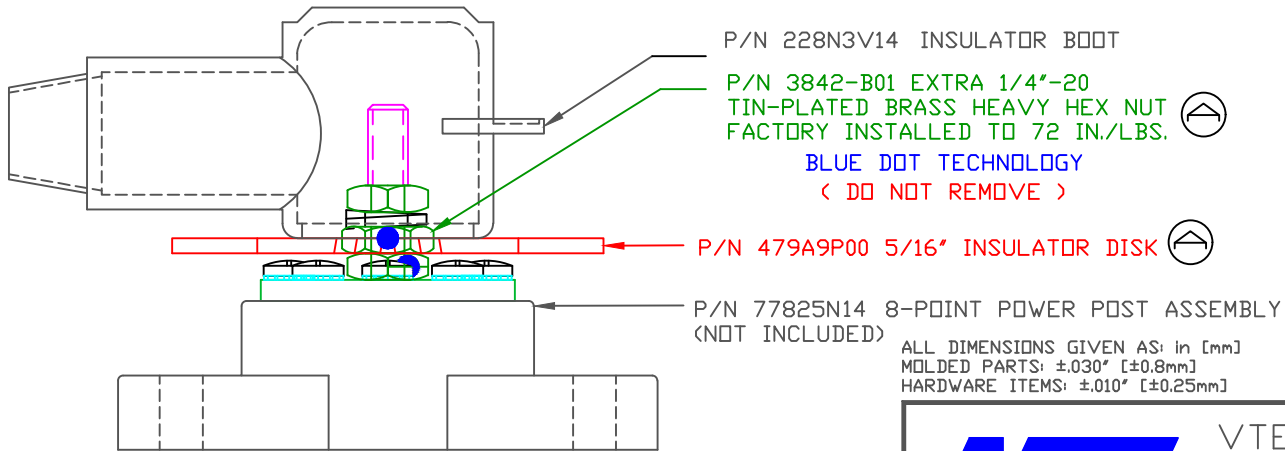 P/N 228N3V14 INSULATOR BOOT
P/N 3842-B01 EXTRA 1/4"-20
TIN-PLATED BRASS HEAVY HEX NUT
FACTORY INSTALLED TO 72 IN./LBS.
BLUE DOT TECHNOLOGY
( DO NOT REMOVE )
P/N 479A9P00 5/16" INSULATOR DISK
P/N 77825N14 8-POINT POWER POST ASSEMBLY
(NOT INCLUDED)
ALL DIMENSIONS GIVEN AS: in [mm]
MOLDED PARTS: ±.030" [±0.8mm]
HARDWARE ITEMS: ±.010" [±0.25mm]
VTE